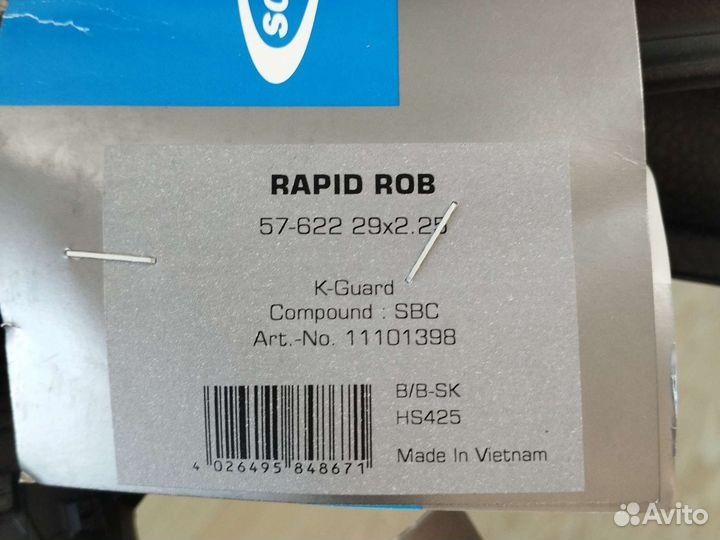 RAPID ROB
57-622 29x2.25
K-Guard
Compound : SBC
Art.-No. 11101398
B/B-SK
HS425
4 026495 848671
Made In Vietnam
Avito